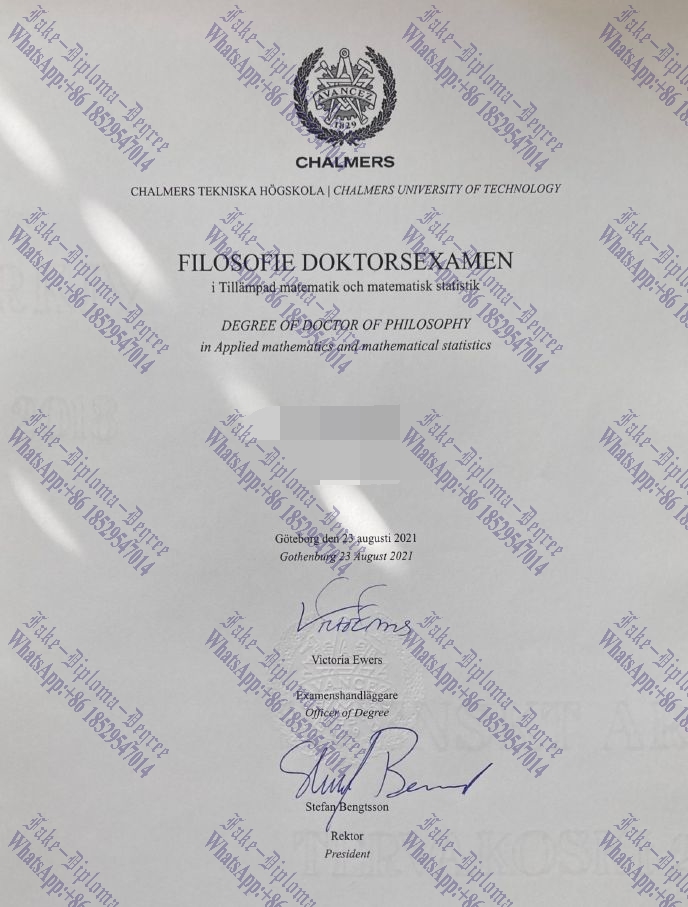 AVANCEZ
1829
CHALMERS
CHALMERS TEKNISKA HÖGSKOLA | CHALMERS UNIVERSITY OF TECHNOLOGY
FILOSOFIE DOKTORSEXAMEN
i Tillämpad matematik och matematisk statistik
DEGREE OF DOCTOR OF PHILOSOPHY
in Applied mathematics and mathematical statistics
Göteborg den 23 augusti 2021
Gothenburg 23 August 2021
Victoria Ewers
Examenshandläggare
Officer of Degree
Stefan Bengtsson
Rektor
President
Fake-Diploma-Degree
WhatsApp:+86 18529547014